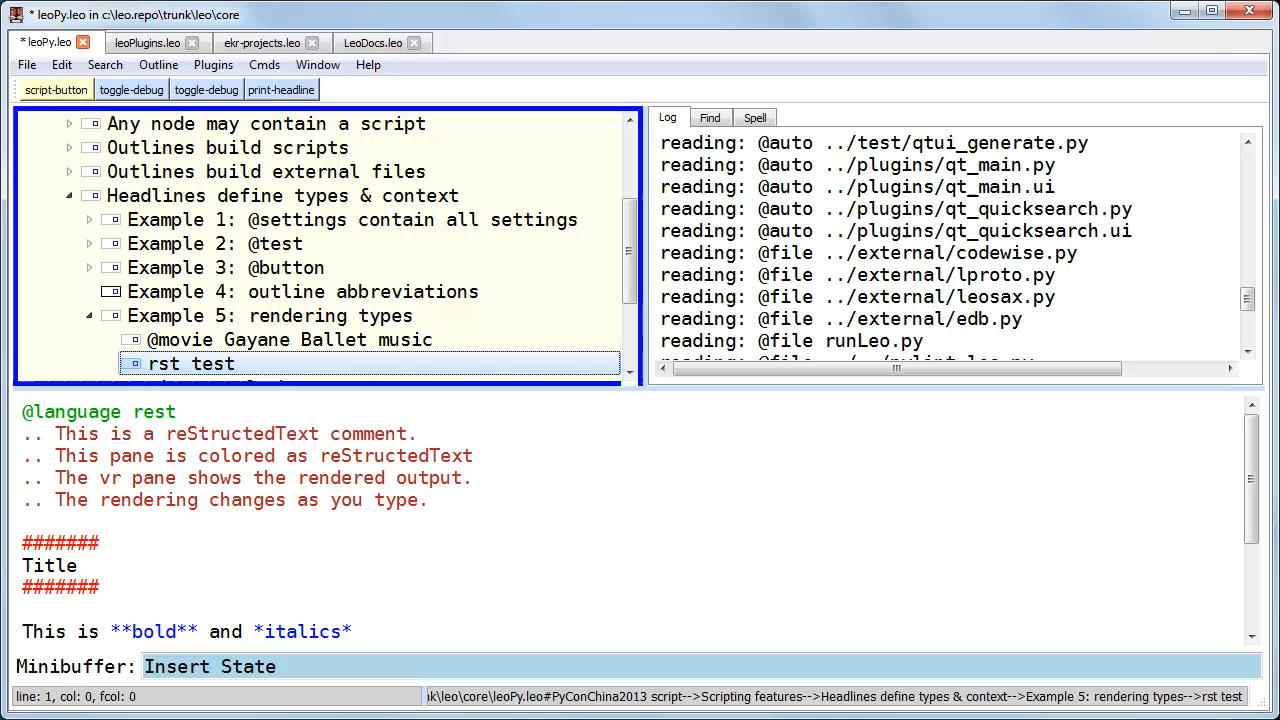 * leoPy.leo in c:\leo.repo\trunk\leo\core
* leoPy.leo leoPlugins.leo ekr-projects.leo LeoDocs.leo
File Edit Search Outline Plugins Cmds Window Help
script-button toggle-debug toggle-debug print-headline
Any node may contain a script
Outlines build scripts
Outlines build external files
Headlines define types & context
Example 1: @settings contain all settings
Example 2: @test
Example 3: @button
Example 4: outline abbreviations
Example 5: rendering types
@movie Gayane Ballet music
rst test
Log Find Spell
reading: @auto ../test/qtui_generate.py
reading: @auto ../plugins/qt_main.py
reading: @auto ../plugins/qt_main.ui
reading: @auto ../plugins/qt_quicksearch.py
reading: @auto ../plugins/qt_quicksearch.ui
reading: @file ../external/codewise.py
reading: @file ../external/lproto.py
reading: @file ../external/leosax.py
reading: @file ../external/edb.py
reading: @file runLeo.py
@language rest
.. This is a reStructedText comment.
.. This pane is colored as reStructedText
.. The vr pane shows the rendered output.
.. The rendering changes as you type.
#######
Title
#######
This is **bold** and *italics*
Minibuffer: Insert State
line: 1, col: 0, fcol: 0
ık\leo\core\leoPy.leo#PyConChina2013 script-->Scripting features-->Headlines define types & context-->Example 5: rendering types-->rst test